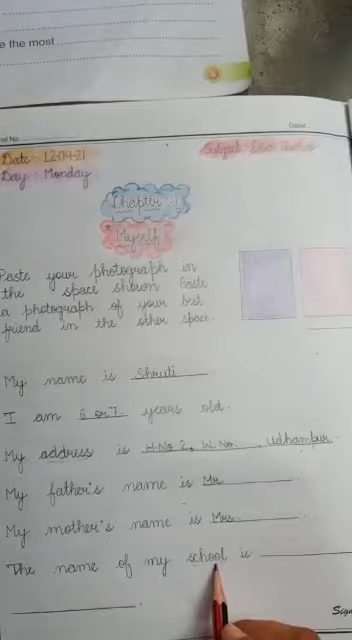 e the most
Date
Date: 12-04-21
Subject:
Day: Monday
Chapter
"Myself"
Paste your photograph in
the space shown Paste
a photograph of your best
friend in the other space.
My name is Shruti.
I am 6 or 7 years old.
My address is H.No 2, W.No. Udhampur.
My father's name is Mr.
My mother's name is Mrs.
The name of my school is
Sign